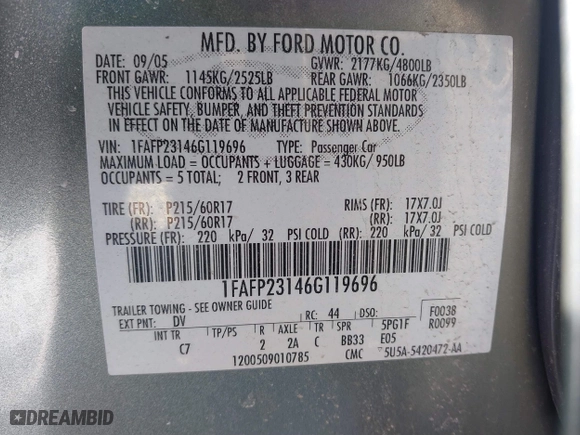 MFD. BY FORD MOTOR CO.
DATE: 09/05 GVWR: 2177KG/4800LB
FRONT GAWR: 1145KG/2525LB REAR GAWR: 1066KG/2350LB
THIS VEHICLE CONFORMS TO ALL APPLICABLE FEDERAL MOTOR
VEHICLE SAFETY, BUMPER, AND THEFT PREVENTION STANDARDS
IN EFFECT ON THE DATE OF MANUFACTURE SHOWN ABOVE.
VIN: 1FAFP23146G119696 TYPE: Passenger Car
MAXIMUM LOAD = OCCUPANTS + LUGGAGE = 430KG/ 950LB
OCCUPANTS = 5 TOTAL; 2 FRONT, 3 REAR
TIRE (FR): P215/60R17 RIMS (FR): 17X7.0J
(RR): P215/60R17 (RR): 17X7.0J
PRESSURE (FR): 220 kPa/ 32 PSI COLD (RR): 220 kPa/ 32 PSI COLD
1FAFP23146G119696
TRAILER TOWING - SEE OWNER GUIDE
EXT PNT: DV RC: 44 DSO: F0038
INT TR TP/PS R AXLE TR SPR 5PG1F R0099
C7 2 2A C BB33 E05
1200509010785 CMC 5U5A-5420472-AA
DREAMBID